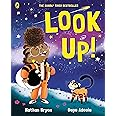 THE SUNDAY TIMES BESTSELLER
LOOK
UP!
Nathan Bryon
Dapo Adeola